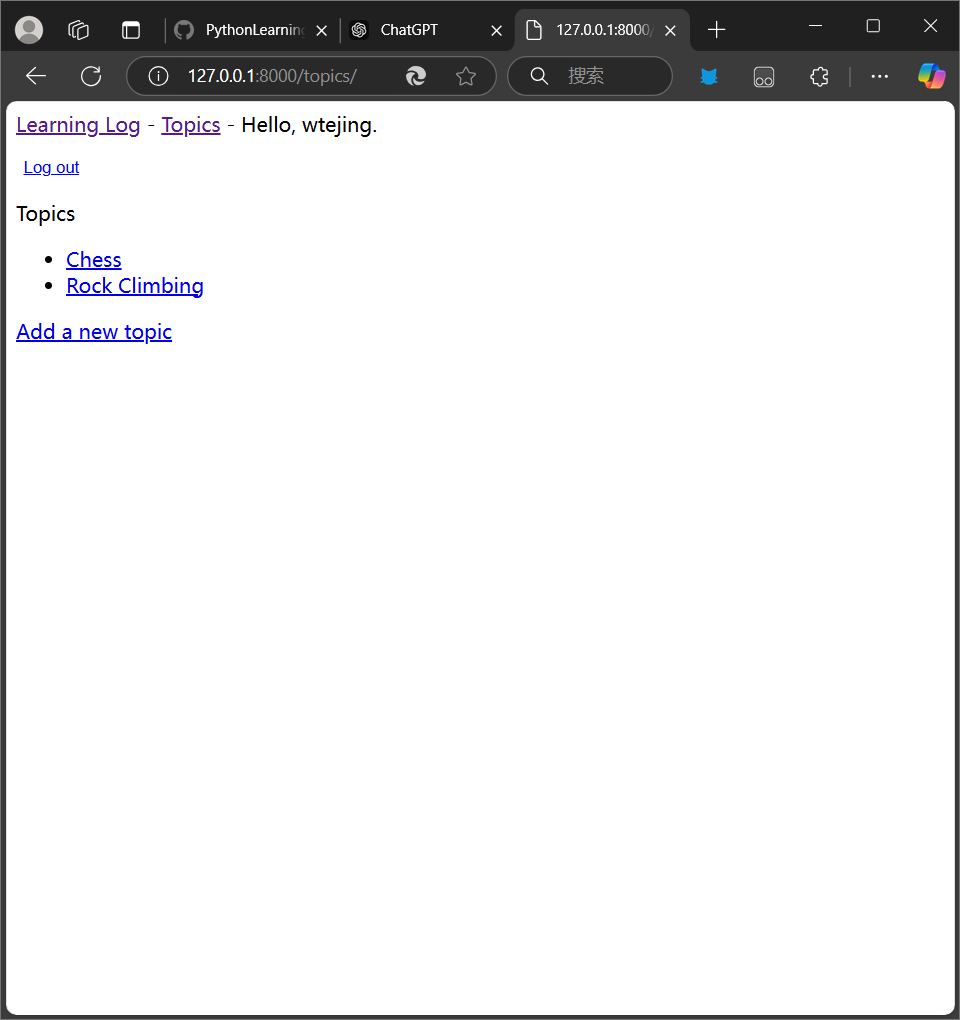 PythonLearning ChatGPT 127.0.0.1:8000/
127.0.0.1:8000/topics/ 搜索
Learning Log - Topics - Hello, wtejing.
Log out
Topics
Chess
Rock Climbing
Add a new topic